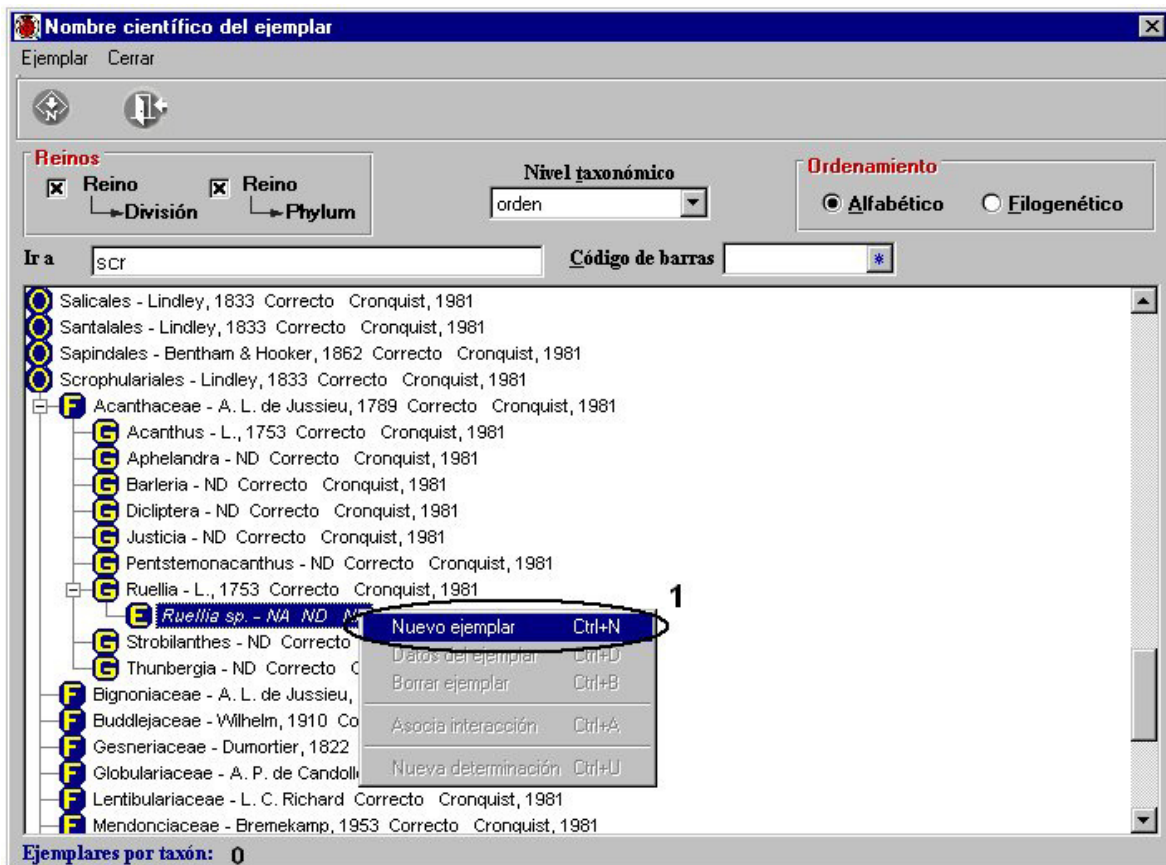 Nombre científico del ejemplar
Ejemplar Cerrar
N
Reinos
Reino
División
Reino
Phylum
Nivel taxonómico
orden
Ordenamiento
Alfabético
Filogenético
Ir a scr
Código de barras *
O Salicales - Lindley, 1833 Correcto Cronquist, 1981
O Santalales - Lindley, 1833 Correcto Cronquist, 1981
O Sapindales - Bentham & Hooker, 1862 Correcto Cronquist, 1981
O Scrophulariales - Lindley, 1833 Correcto Cronquist, 1981
F Acanthaceae - A. L. de Jussieu, 1789 Correcto Cronquist, 1981
G Acanthus - L., 1753 Correcto Cronquist, 1981
G Aphelandra - ND Correcto Cronquist, 1981
G Barleria - ND Correcto Cronquist, 1981
G Dicliptera - ND Correcto Cronquist, 1981
G Justicia - ND Correcto Cronquist, 1981
G Pentstemonacanthus - ND Correcto Cronquist, 1981
G Ruellia - L., 1753 Correcto Cronquist, 1981
E Ruellia sp. - NA ND
1
Nuevo ejemplar Ctrl+N
Datos del ejemplar Ctrl+D
Borrar ejemplar Ctrl+B
Asocia interacción Ctrl+A
Nueva determinación Ctrl+U
G Strobilanthes - ND Correcto
G Thunbergia - ND Correcto
F Bignoniaceae - A. L. de Jussieu,
F Buddlejaceae - Wilhelm, 1910 Co
F Gesneriaceae - Dumortier, 1822
F Globulariaceae - A. P. de Candoll
F Lentibulariaceae - L. C. Richard Correcto Cronquist, 1981
F Mendonciaceae - Bremekamp, 1953 Correcto Cronquist, 1981
Ejemplares por taxón: 0